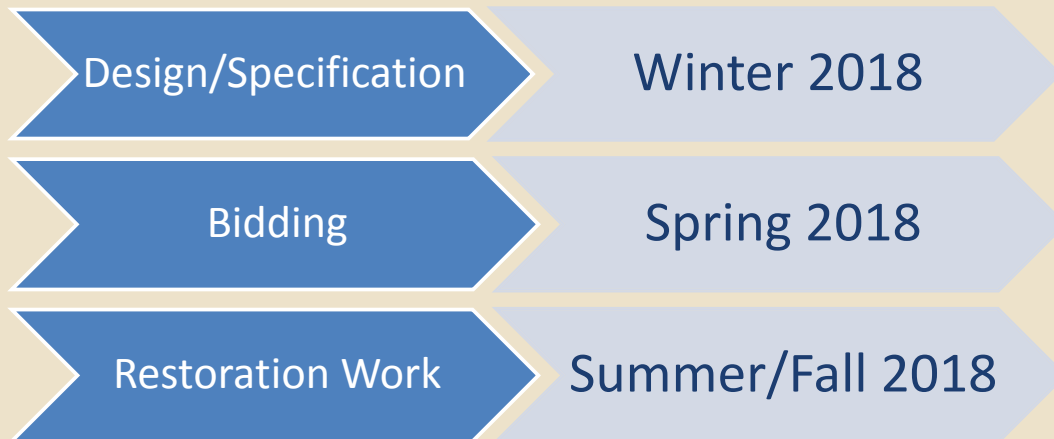 Design/Specification
Winter 2018
Bidding
Spring 2018
Restoration Work
Summer/Fall 2018